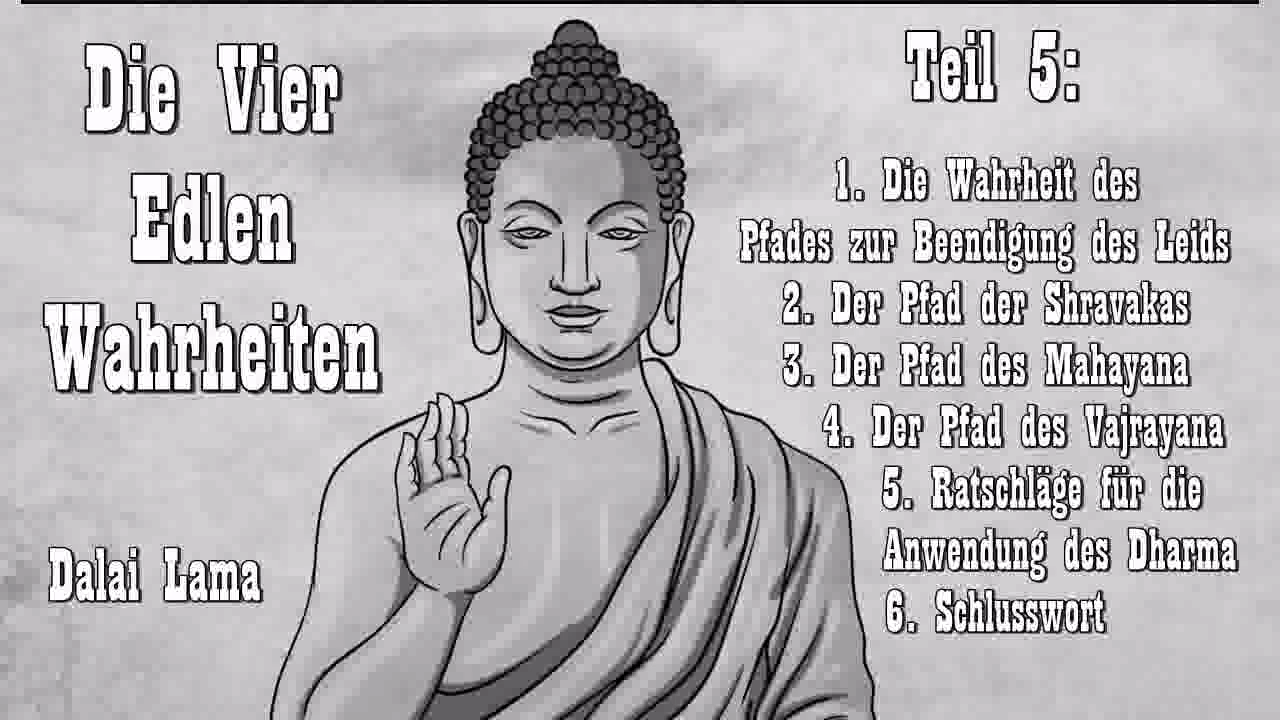 Die Vier
Edlen
Wahrheiten
Dalai Lama
Teil 5:
1. Die Wahrheit des
Pfades zur Beendigung des Leids
2. Der Pfad der Shravakas
3. Der Pfad des Mahayana
4. Der Pfad des Vajrayana
5. Ratschläge für die
Anwendung des Dharma
6. Schlusswort